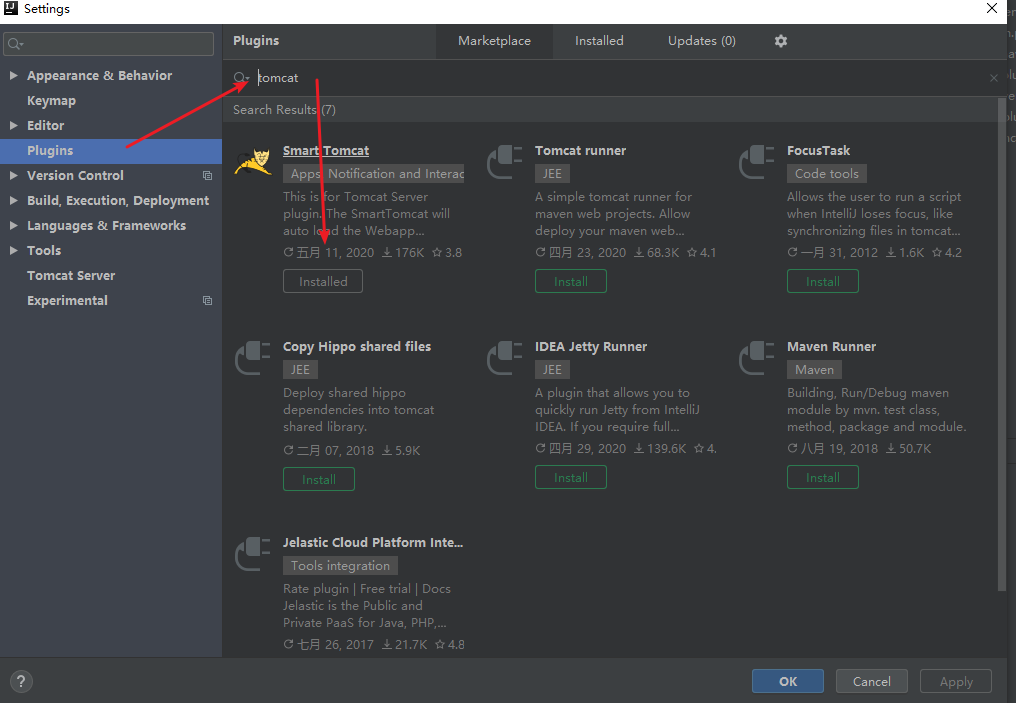 Settings
Appearance & Behavior
Keymap
Editor
Plugins
Version Control
Build, Execution, Deployment
Languages & Frameworks
Tools
Tomcat Server
Experimental
Plugins
Marketplace
Installed
Updates (0)
tomcat
Search Results (7)
Smart Tomcat
Apps Notification and Interac
This is for Tomcat Server
plugin. The SmartTomcat will
auto load the Webapp...
五月 11, 2020 176K 3.8
Installed
Tomcat runner
JEE
A simple tomcat runner for
maven web projects. Allow
deploy your maven web...
四月 23, 2020 68.3K 4.1
Install
FocusTask
Code tools
Allows the user to run a script
when IntelliJ loses focus, like
synchronizing files in tomcat...
一月 31, 2012 1.6K 4.2
Install
Copy Hippo shared files
JEE
Deploy shared hippo
dependencies into tomcat
shared library.
二月 07, 2018 5.9K
Install
IDEA Jetty Runner
JEE
A plugin that allows you to
quickly run Jetty from IntelliJ
IDEA. If you require full...
四月 29, 2020 139.6K 4.
Install
Maven Runner
Maven
Building, Run/Debug maven
module by mvn. test class,
method, package and module.
八月 19, 2018 50.7K
Install
Jelastic Cloud Platform Inte...
Tools integration
Rate plugin | Free trial | Docs
Jelastic is the Public and
Private PaaS for Java, PHP,...
七月 26, 2017 21.7K 4.8
?
OK
Cancel
Apply